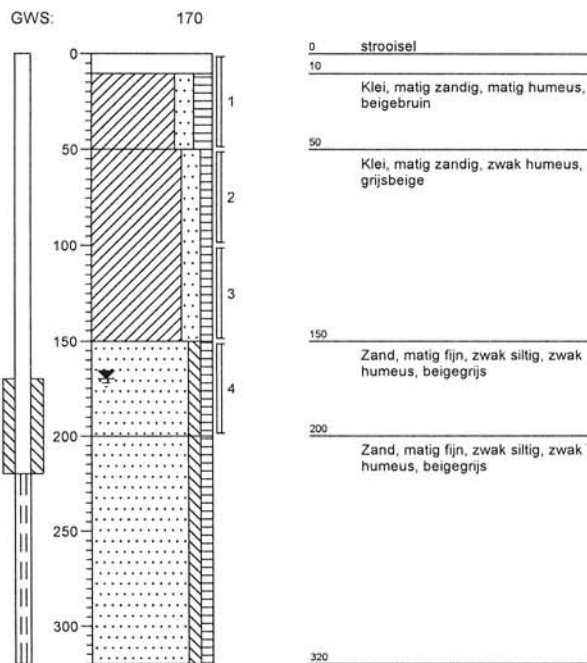 GWS: 170
0
50
100
150
200
250
300
1
2
3
4
0 strooisel
10
Klei, matig zandig, matig humeus,
beigebruin
50
Klei, matig zandig, zwak humeus,
grijsbeige
150
Zand, matig fijn, zwak siltig, zwak
humeus, beigegrijs
200
Zand, matig fijn, zwak siltig, zwak
humeus, beigegrijs
320